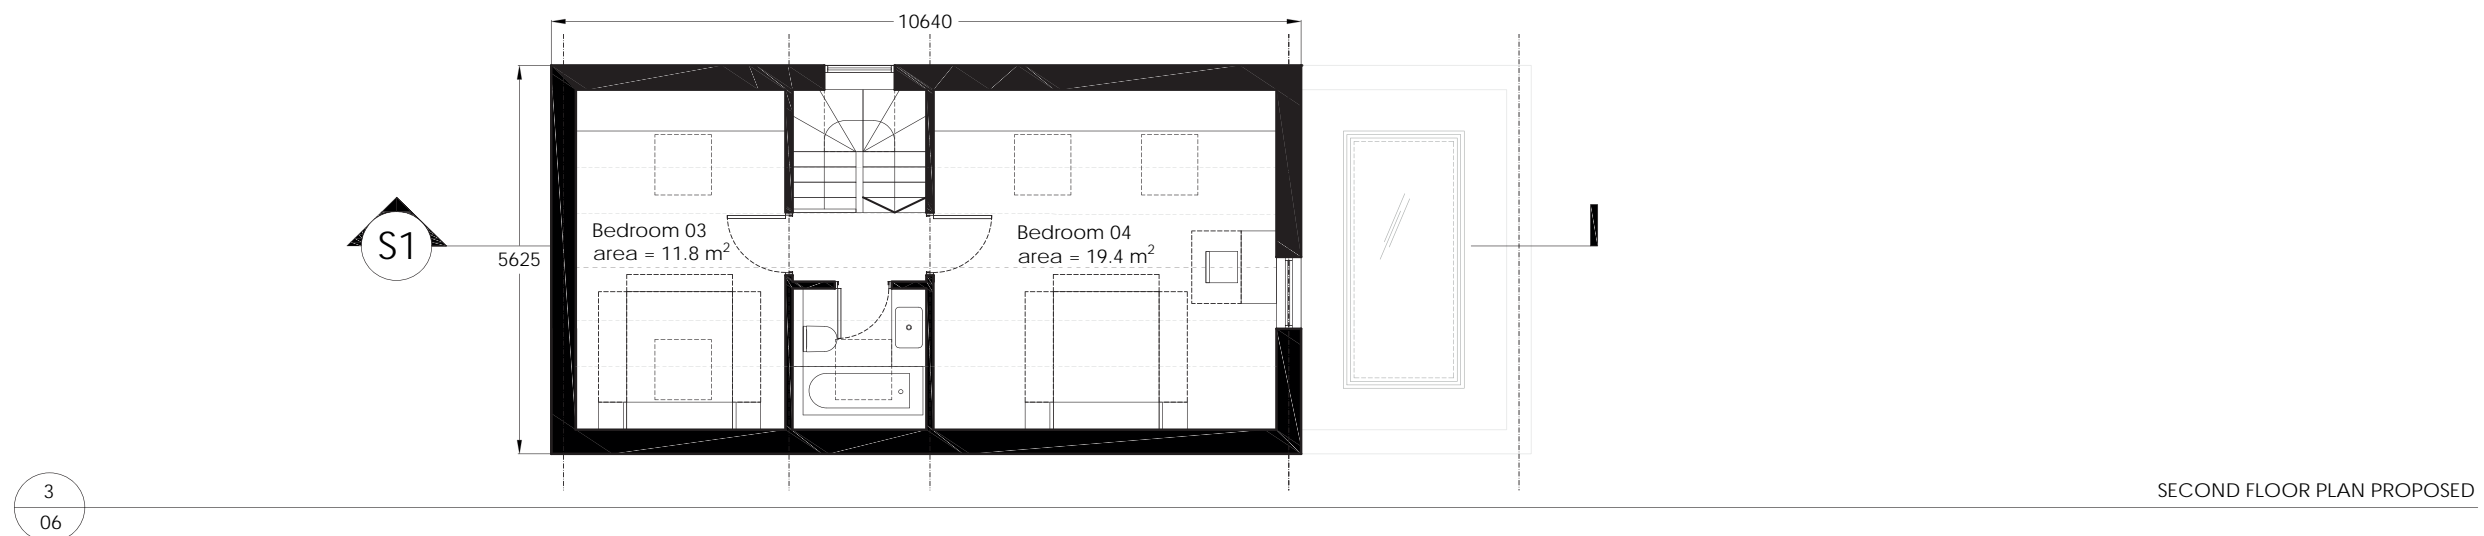 10640
S1
5625
Bedroom 03
area = 11.8 m²
Bedroom 04
area = 19.4 m²
3
06
SECOND FLOOR PLAN PROPOSED